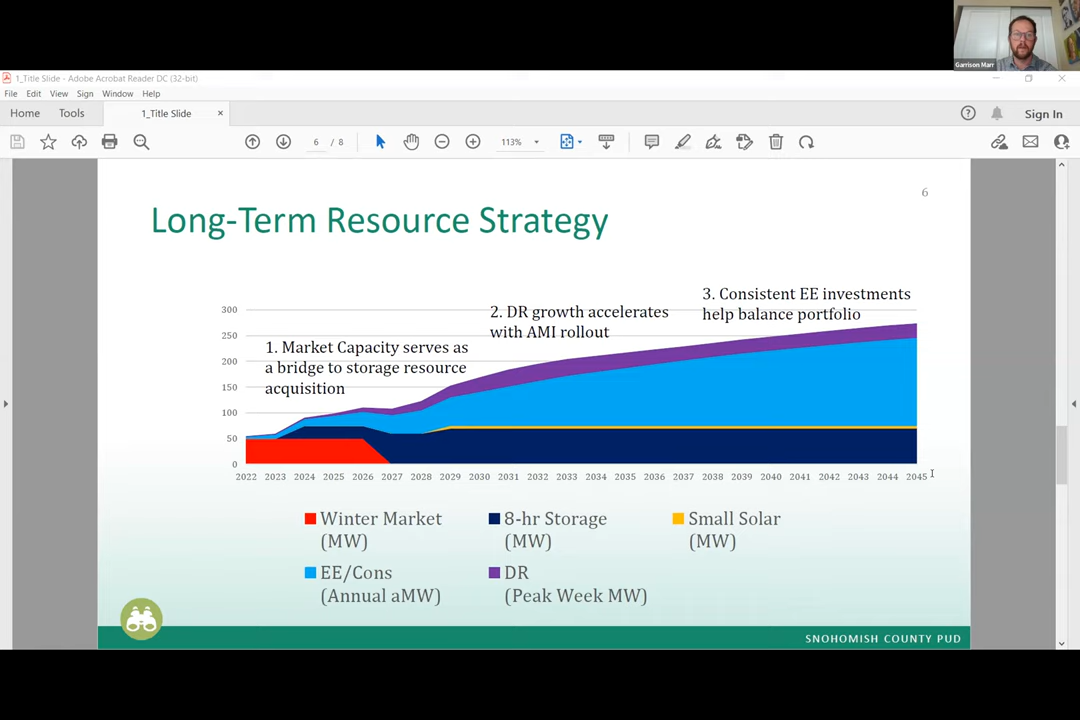 Garrison Marr
1_Title Slide - Adobe Acrobat Reader DC (32-bit)
File Edit View Sign Window Help
Home Tools 1_Title Slide × Sign In
6 / 8 113%
6
Long-Term Resource Strategy
3. Consistent EE investments
help balance portfolio
2. DR growth accelerates
with AMI rollout
1. Market Capacity serves as
a bridge to storage resource
acquisition
300
250
200
150
100
50
0
2022 2023 2024 2025 2026 2027 2028 2029 2030 2031 2032 2033 2034 2035 2036 2037 2038 2039 2040 2041 2042 2043 2044 2045
Winter Market
(MW)
8-hr Storage
(MW)
Small Solar
(MW)
EE/Cons
(Annual aMW)
DR
(Peak Week MW)
SNOHOMISH COUNTY PUD